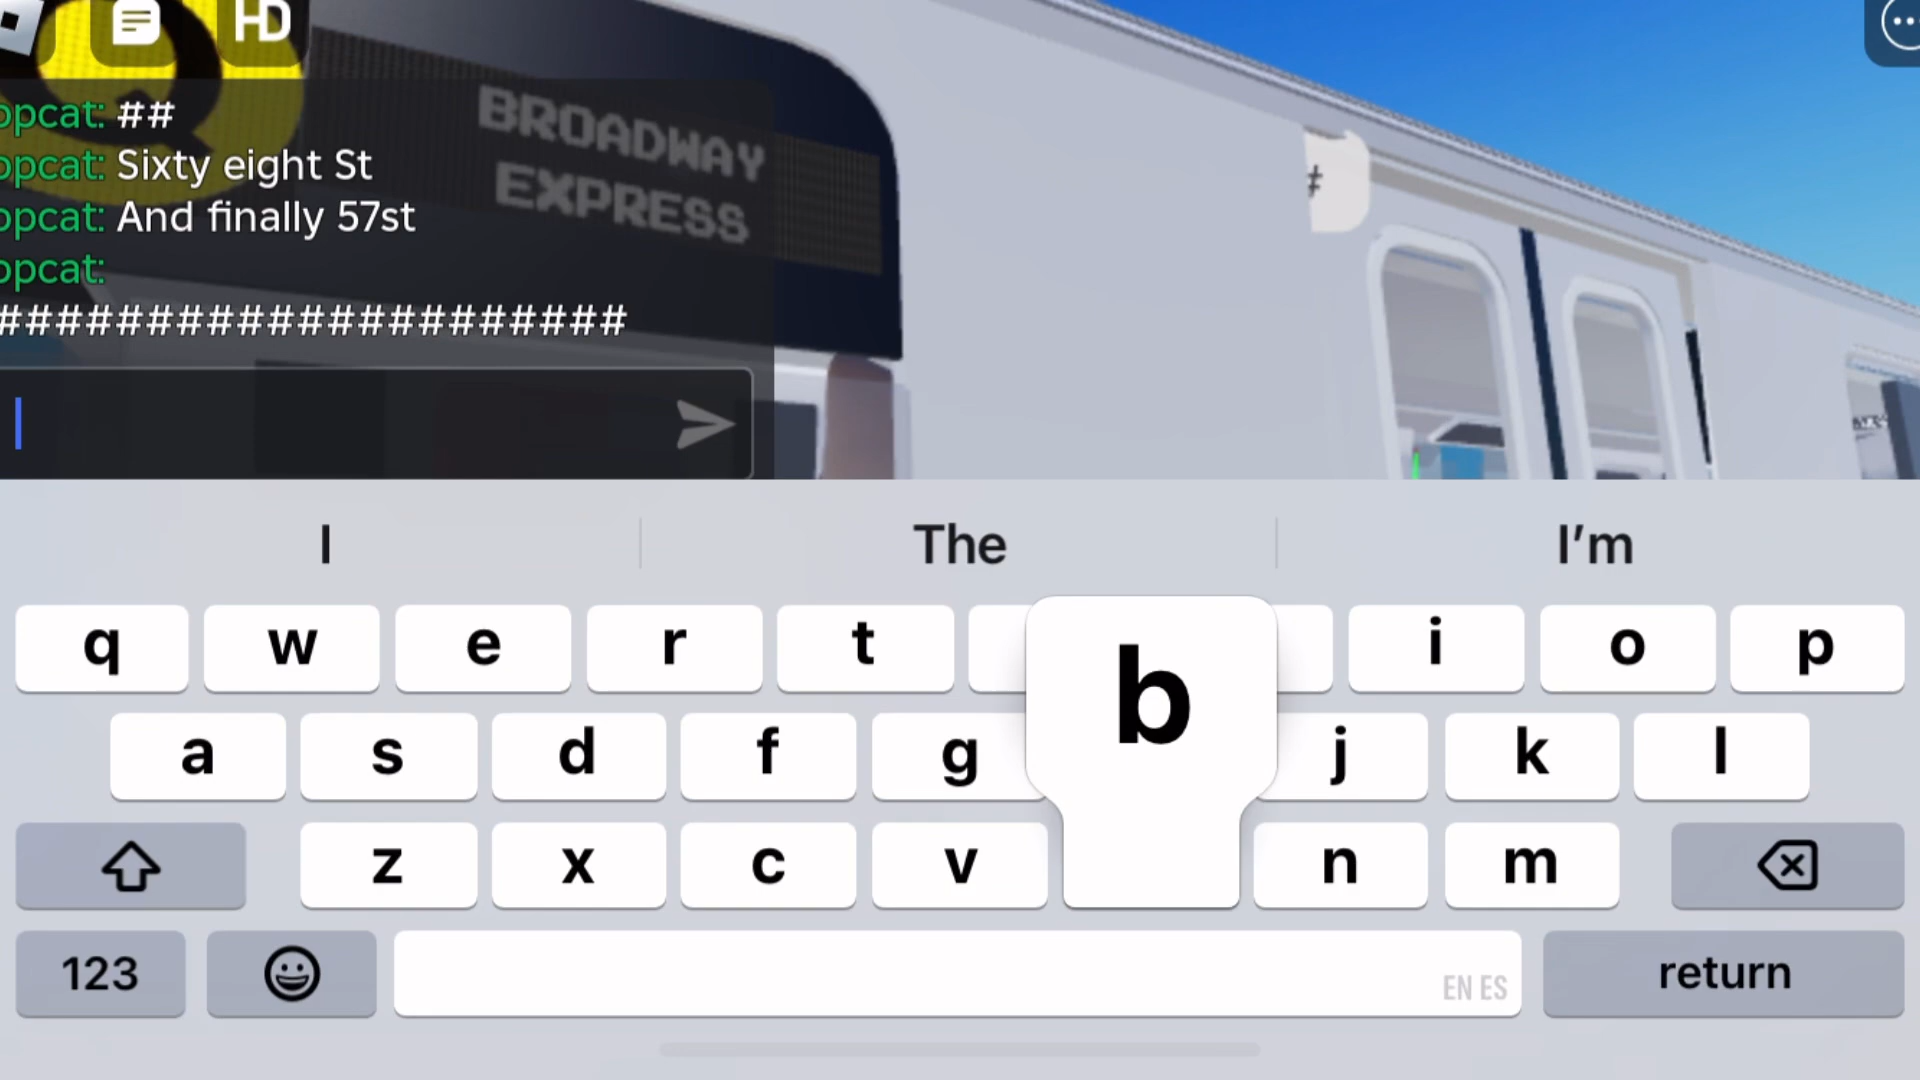 HD
Q
BROADWAY
EXPRESS
opcat: ##
opcat: Sixty eight St
opcat: And finally 57st
opcat:
#####################
#
I The I'm
q w e r t b i o p
a s d f g j k l
z x c v n m
123 EN ES return